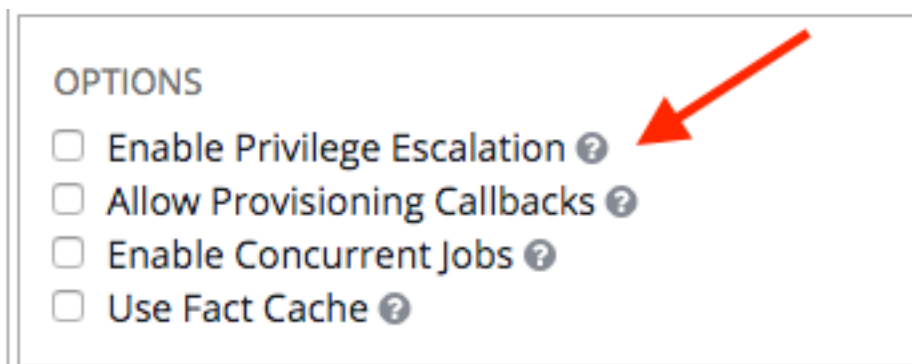 OPTIONS
Enable Privilege Escalation ?
Allow Provisioning Callbacks ?
Enable Concurrent Jobs ?
Use Fact Cache ?